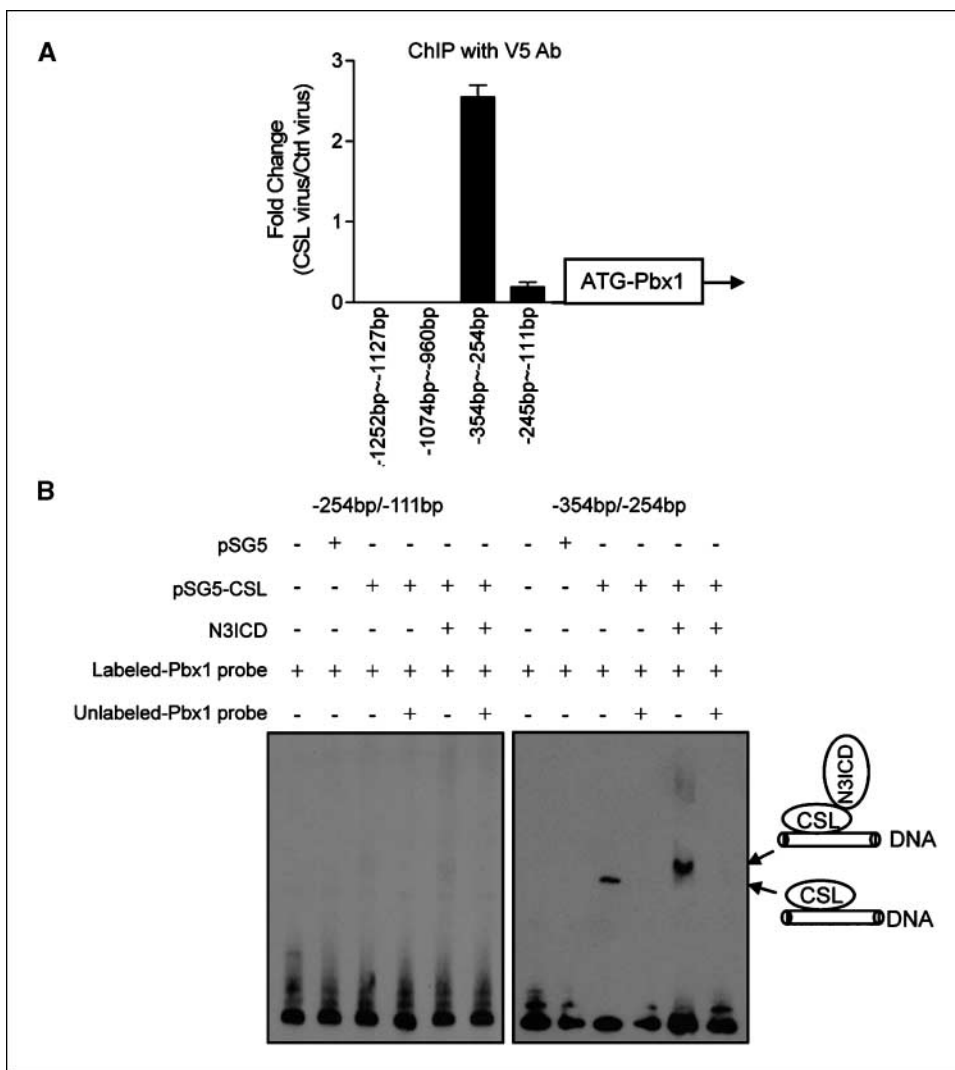 A
ChIP with V5 Ab
Fold Change
(CSL virus/Ctrl virus)
3
2
1
0
ATG-Pbx1
-1252bp~-1127bp
-1074bp~-960bp
-354bp~-254bp
-245bp~-111bp
B
-254bp/-111bp -354bp/-254bp
pSG5 - + - - - - - + - - - -
pSG5-CSL - - + + + + - - + + + +
N3ICD - - - - + + - - - - + +
Labeled-Pbx1 probe + + + + + + + + + + + +
Unlabeled-Pbx1 probe - - - + - + - - - + - +
N3ICD
CSL
DNA
CSL
DNA